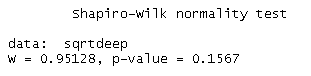 Shapiro-Wilk normality test
data:  sqrtdeep
W = 0.95128, p-value = 0.1567